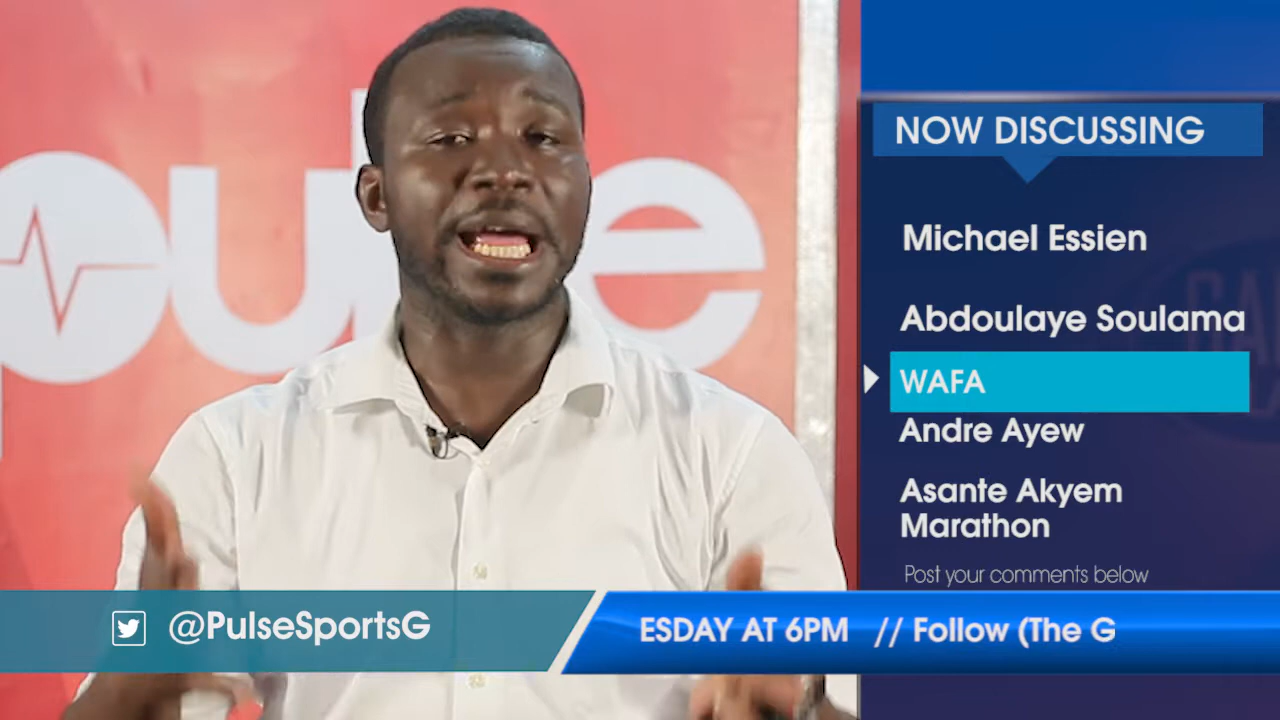 pulse
NOW DISCUSSING
Michael Essien
Abdoulaye Soulama
WAFA
Andre Ayew
Asante Akyem
Marathon
Post your comments below
@PulseSportsG
ESDAY AT 6PM // Follow (The G